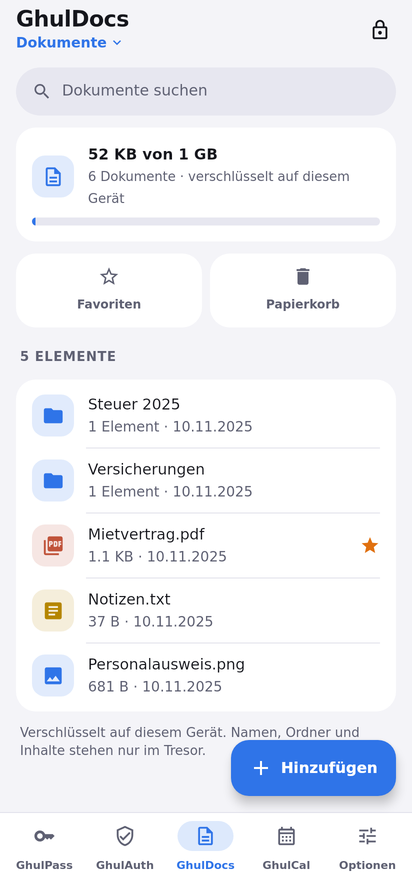 GhulDocs
Dokumente
Dokumente suchen
52 KB von 1 GB
6 Dokumente · verschlüsselt auf diesem
Gerät
Favoriten
Papierkorb
5 ELEMENTE
Steuer 2025
1 Element · 10.11.2025
Versicherungen
1 Element · 10.11.2025
PDF
Mietvertrag.pdf
1.1 KB · 10.11.2025
Notizen.txt
37 B · 10.11.2025
Personalausweis.png
681 B · 10.11.2025
Verschlüsselt auf diesem Gerät. Namen, Ordner und
Inhalte stehen nur im Tresor.
Hinzufügen
GhulPass
GhulAuth
GhulDocs
GhulCal
Optionen